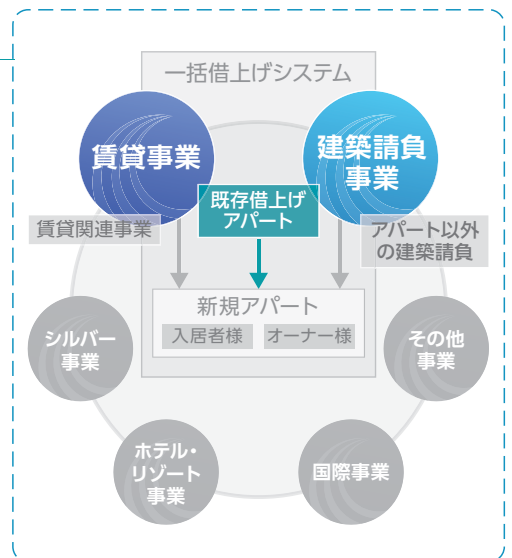 一括借上げシステム
賃貸事業
建築請負
事業
既存借上げ
アパート
賃貸関連事業
アパート以外
の建築請負
新規アパート
入居者様
オーナー様
シルバー
事業
その他
事業
ホテル・
リゾート
事業
国際事業